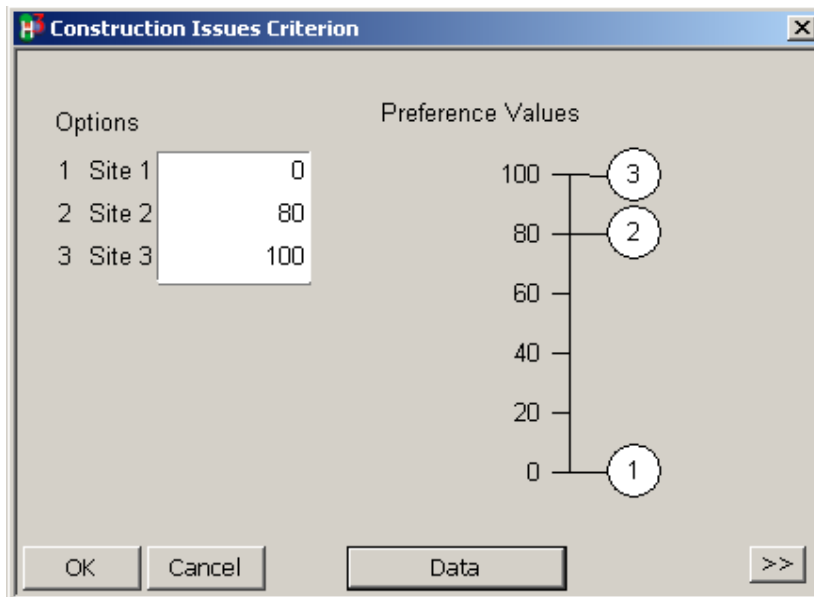 H3 Construction Issues Criterion
Options
1 Site 1 0
2 Site 2 80
3 Site 3 100
Preference Values
100 3
80 2
60
40
20
0 1
OK Cancel Data >>